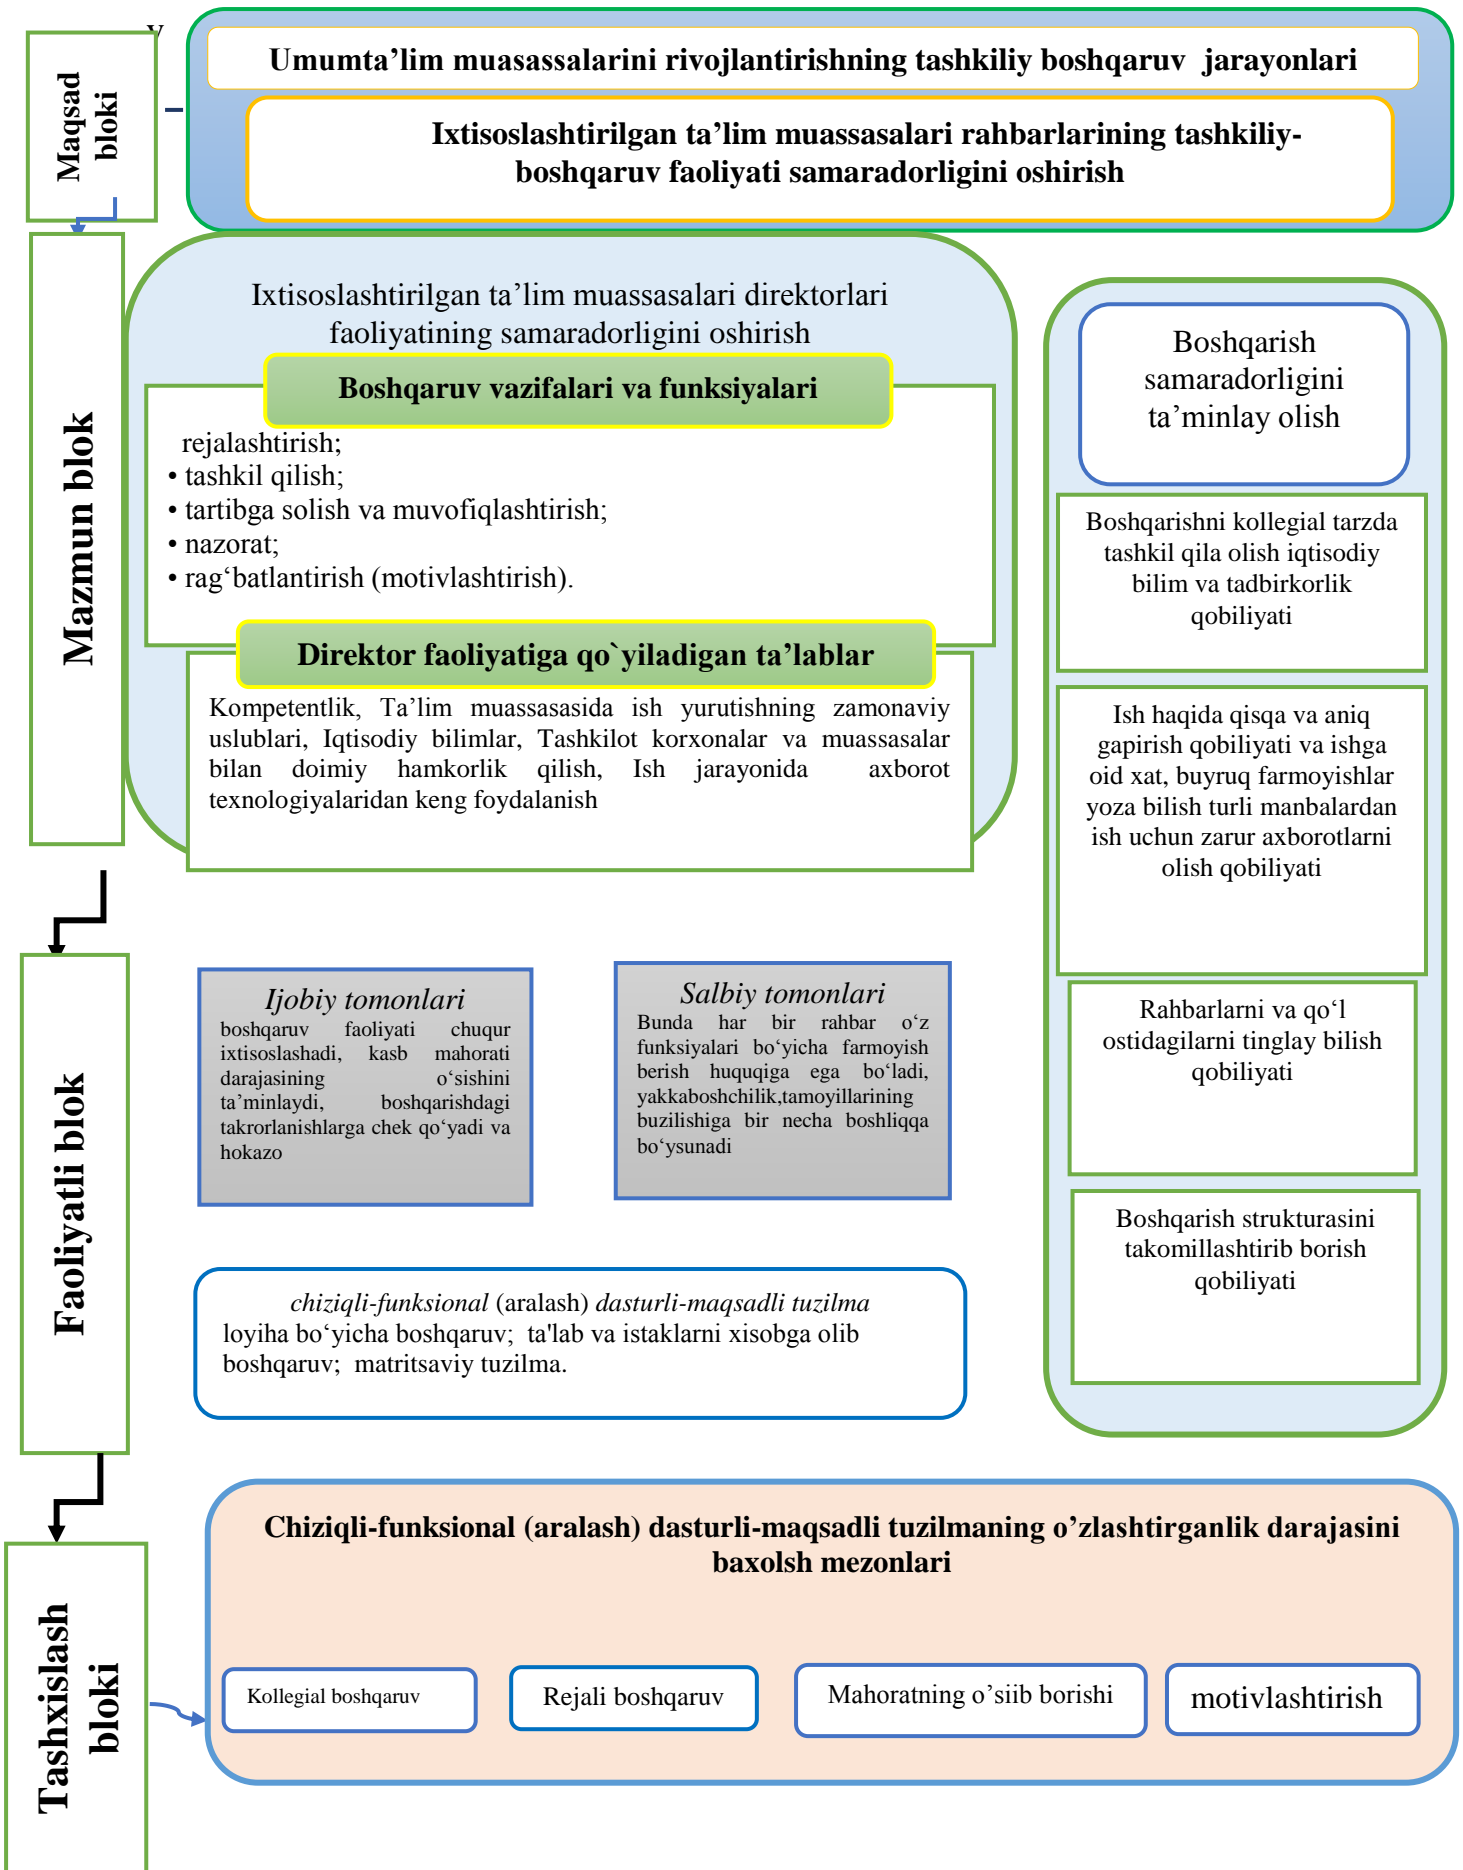 v
Maqsad
bloki
Umumta’lim muasassalarini rivojlantirishning tashkiliy boshqaruv jarayonlari
Ixtisoslashtirilgan ta’lim muassasalari rahbarlarining tashkiliy-
boshqaruv faoliyati samaradorligini oshirish
Mazmun blok
Ixtisoslashtirilgan ta’lim muassasalari direktorlari
faoliyatining samaradorligini oshirish
Boshqaruv vazifalari va funksiyalari
rejalashtirish;
• tashkil qilish;
• tartibga solish va muvofiqlashtirish;
• nazorat;
• rag‘batlantirish (motivlashtirish).
Direktor faoliyatiga qo`yiladigan ta’lablar
Kompetentlik, Ta’lim muassasasida ish yurutishning zamonaviy
uslublari, Iqtisodiy bilimlar, Tashkilot korxonalar va muassasalar
bilan doimiy hamkorlik qilish, Ish jarayonida axborot
texnologiyalaridan keng foydalanish
Boshqarish
samaradorligini
ta’minlay olish
Boshqarishni kollegial tarzda
tashkil qila olish iqtisodiy
bilim va tadbirkorlik
qobiliyati
Ish haqida qisqa va aniq
gapirish qobiliyati va ishga
oid xat, buyruq farmoyishlar
yoza bilish turli manbalardan
ish uchun zarur axborotlarni
olish qobiliyati
Rahbarlarni va qo‘l
ostidagilarni tinglay bilish
qobiliyati
Boshqarish strukturasini
takomillashtirib borish
qobiliyati
Faoliyatli blok
Ijobiy tomonlari
boshqaruv faoliyati chuqur
ixtisoslashadi, kasb mahorati
darajasining o‘sishini
ta’minlaydi, boshqarishdagi
takrorlanishlarga chek qo‘yadi va
hokazo
Salbiy tomonlari
Bunda har bir rahbar o‘z
funksiyalari bo‘yicha farmoyish
berish huquqiga ega bo‘ladi,
yakkaboshchilik,tamoyillarining
buzilishiga bir necha boshliqqa
bo‘ysunadi
chiziqli-funksional (aralash) dasturli-maqsadli tuzilma
loyiha bo‘yicha boshqaruv; ta'lab va istaklarni xisobga olib
boshqaruv; matritsaviy tuzilma.
Tashxislash
bloki
Chiziqli-funksional (aralash) dasturli-maqsadli tuzilmaning o’zlashtirganlik darajasini
baxolsh mezonlari
Kollegial boshqaruv
Rejali boshqaruv
Mahoratning o’siib borishi
motivlashtirish